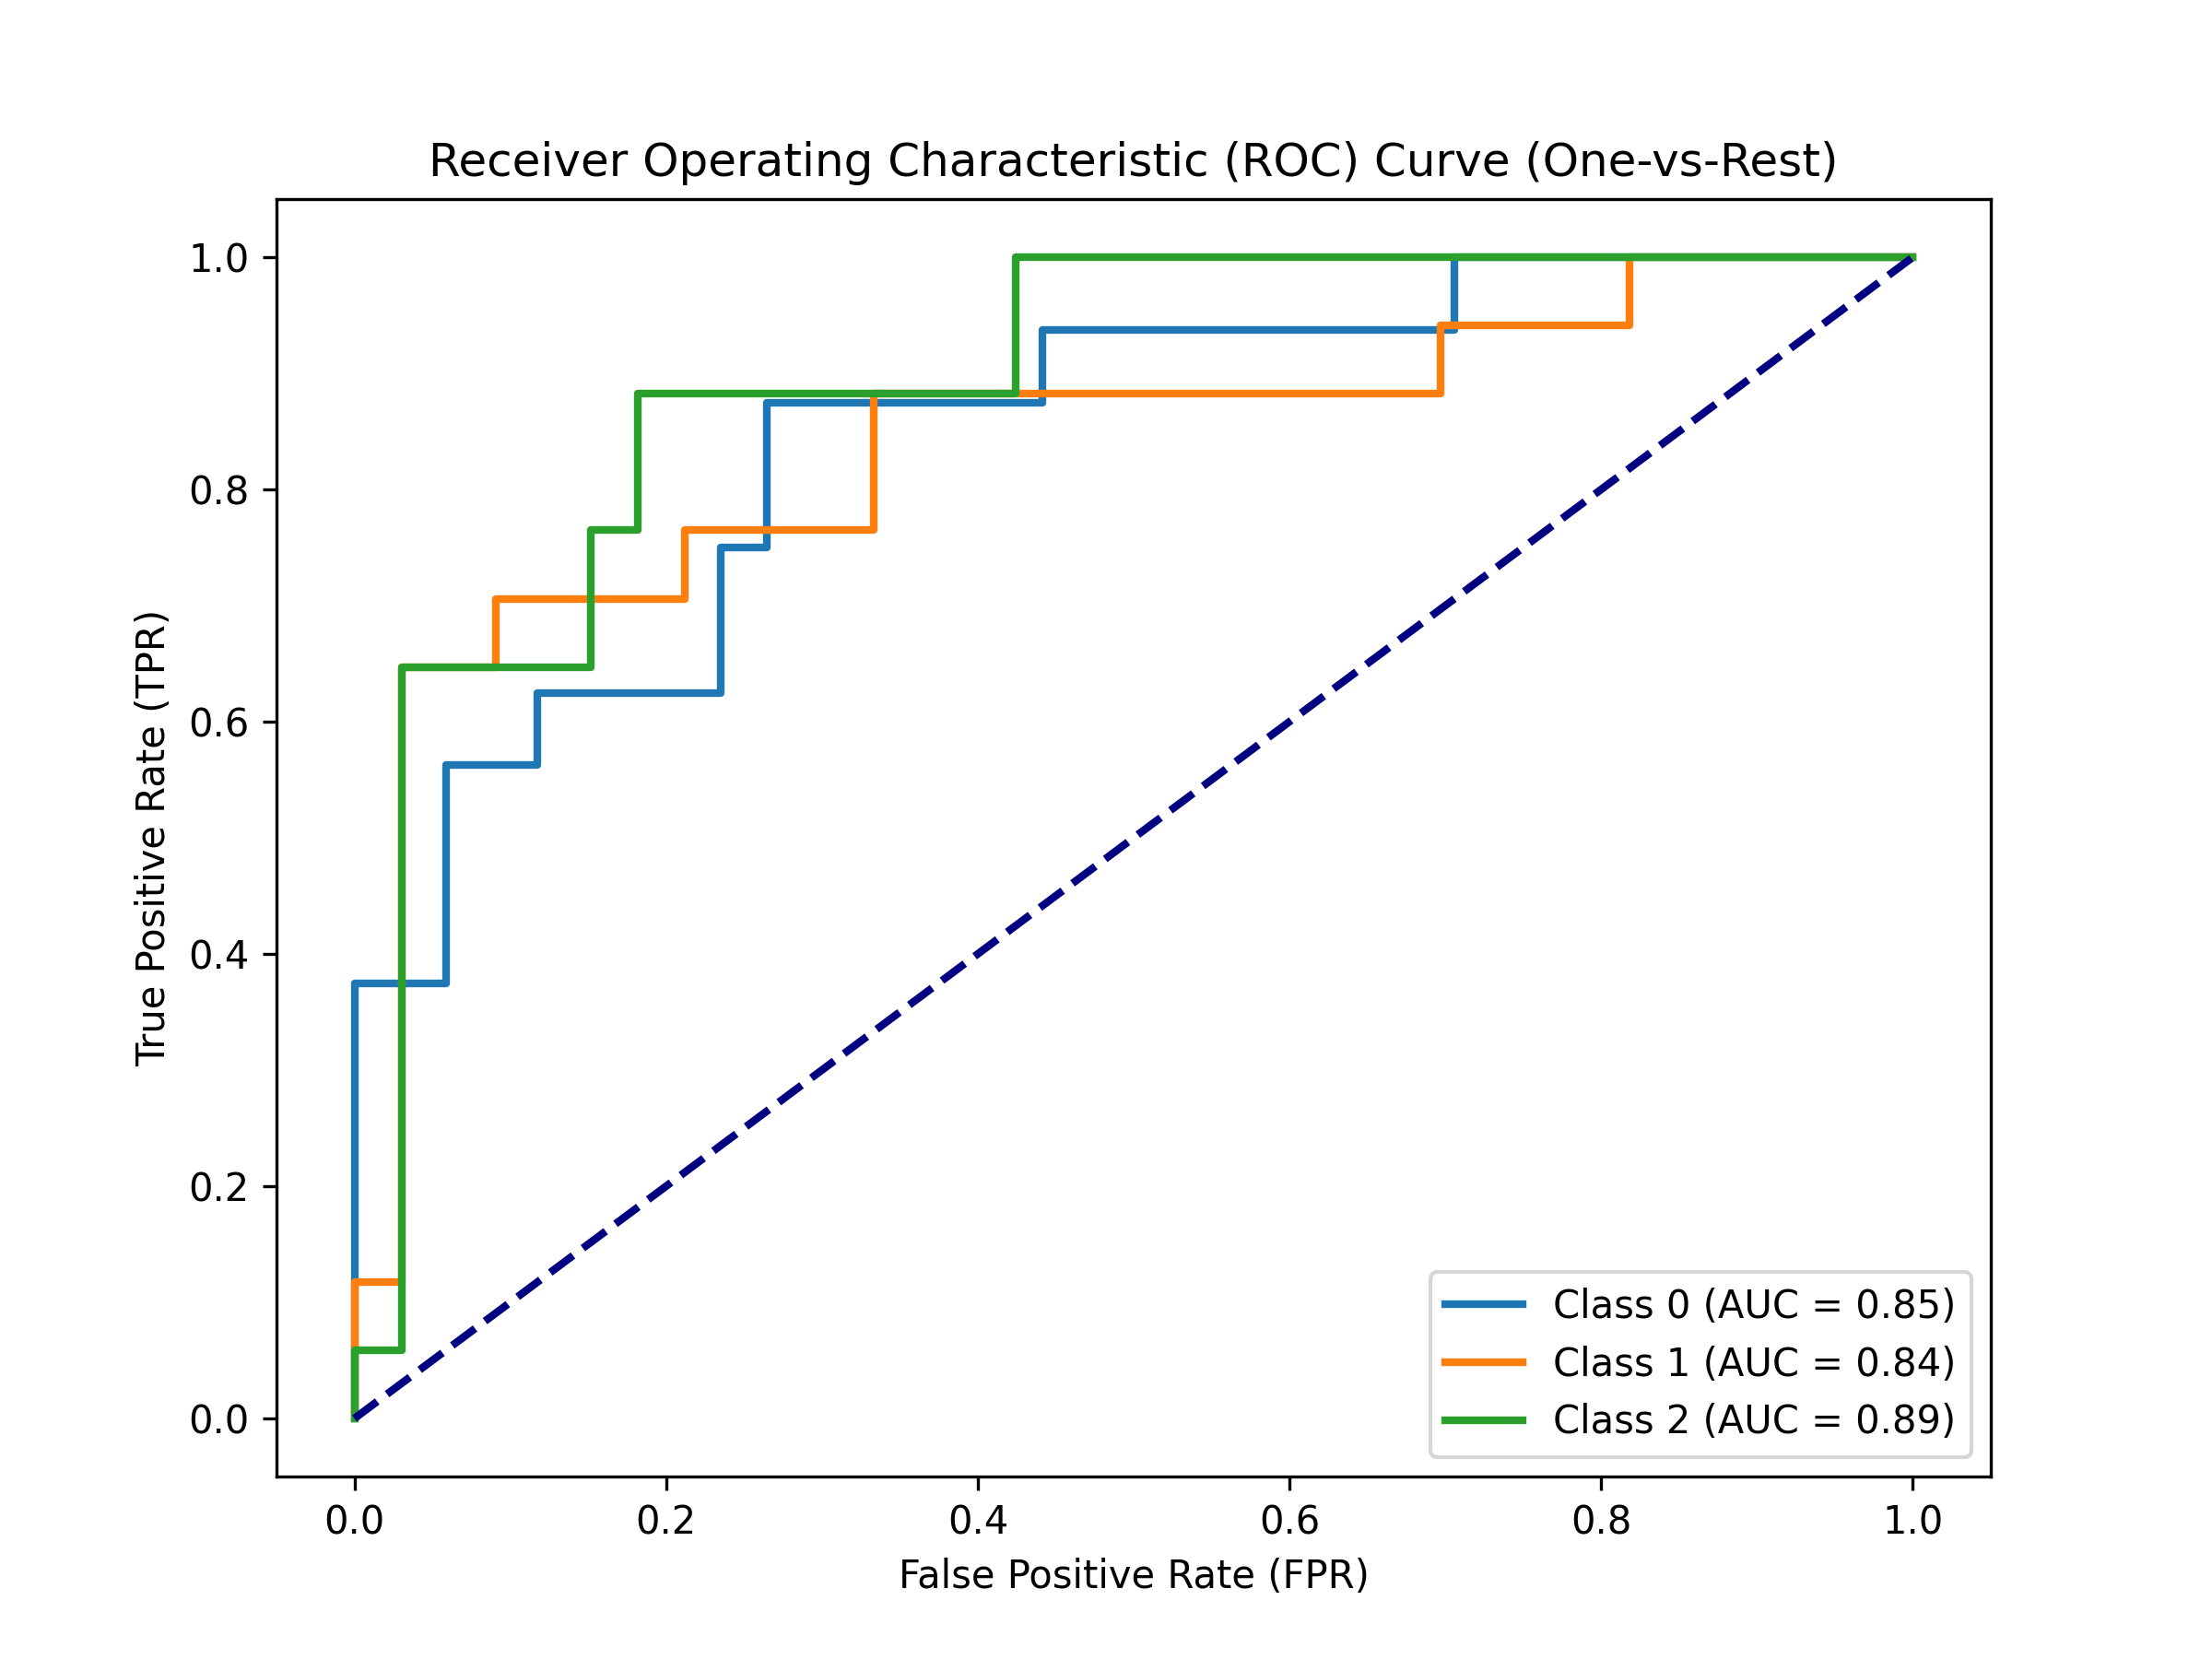 Receiver Operating Characteristic (ROC) Curve (One-vs-Rest)
1.0
0.8
0.6
0.4
0.2
0.0
True Positive Rate (TPR)
Class 0 (AUC = 0.85)
Class 1 (AUC = 0.84)
Class 2 (AUC = 0.89)
0.0 0.2 0.4 0.6 0.8 1.0
False Positive Rate (FPR)